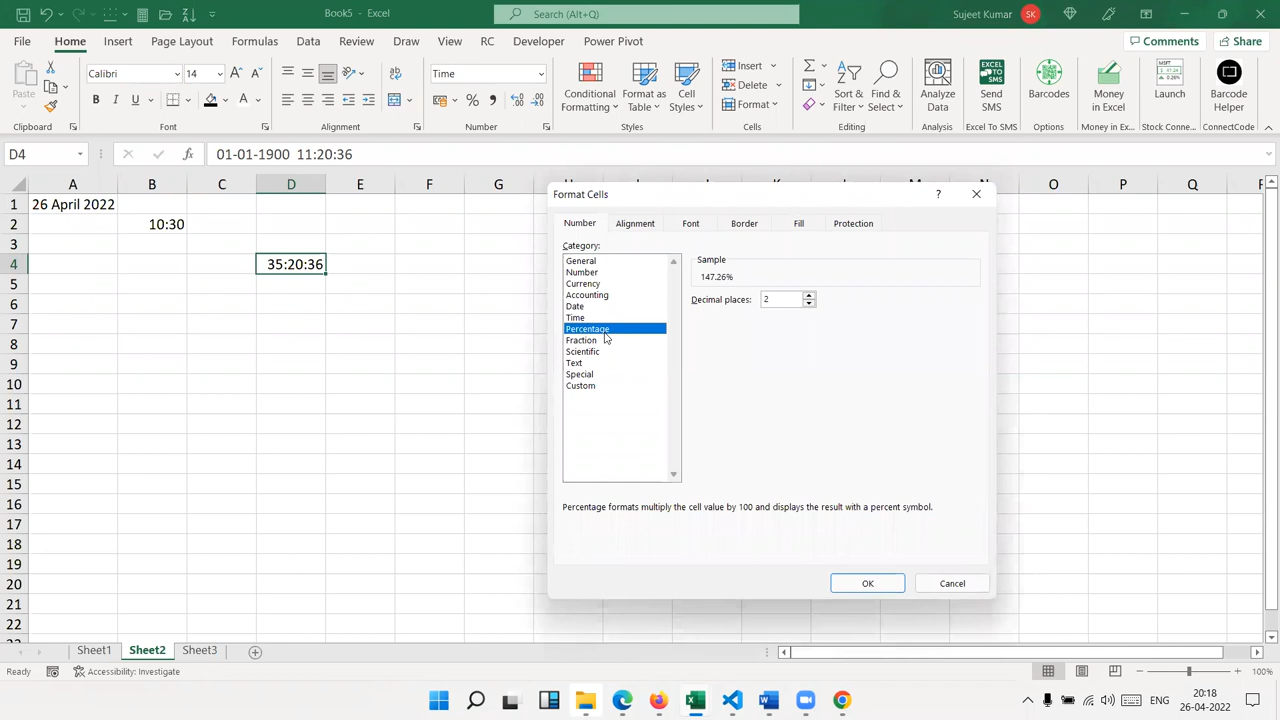 Book5 - Excel
Search (Alt+Q)
Sujeet Kumar SK
File Home Insert Page Layout Formulas Data Review Draw View RC Developer Power Pivot Comments Share
Paste
Calibri 14
B I U
Time
Conditional Formatting
Format as Table
Cell Styles
Insert
Delete
Format
Sort & Filter
Find & Select
Analyze Data
Send SMS
Barcodes
Money in Excel
Launch
Barcode Helper
Clipboard Font Alignment Number Styles Cells Editing Analysis Excel To SMS Options Money in Ex... Stock Conne... ConnectCode
D4 fx 01-01-1900 11:20:36
A B C D E F G O P Q
1 26 April 2022
2 10:30
3
4 35:20:36
5
6
7
8
9
10
11
12
13
14
15
16
17
18
19
20
21
22
Format Cells ?
Number Alignment Font Border Fill Protection
Category:
General
Number
Currency
Accounting
Date
Time
Percentage
Fraction
Scientific
Text
Special
Custom
Sample
147.26%
Decimal places: 2
Percentage formats multiply the cell value by 100 and displays the result with a percent symbol.
OK Cancel
Sheet1 Sheet2 Sheet3
Ready Accessibility: Investigate 100%
ENG 20:18
26-04-2022